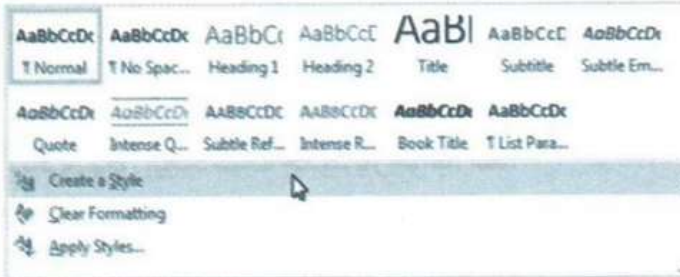 AaBbCcDc AaBbCcDc AaBbCc AaBbCcD AaB AaBbCcD AaBbCcDc
¶ Normal ¶ No Spac... Heading 1 Heading 2 Title Subtitle Subtle Em...
AaBbCcDc AaBbCcDc AABBCCDC AABBCCDC AaBbCcDc AaBbCcDc
Quote Intense Q... Subtle Ref... Intense R... Book Title ¶ List Para...
Create a Style
Clear Formatting
Apply Styles...